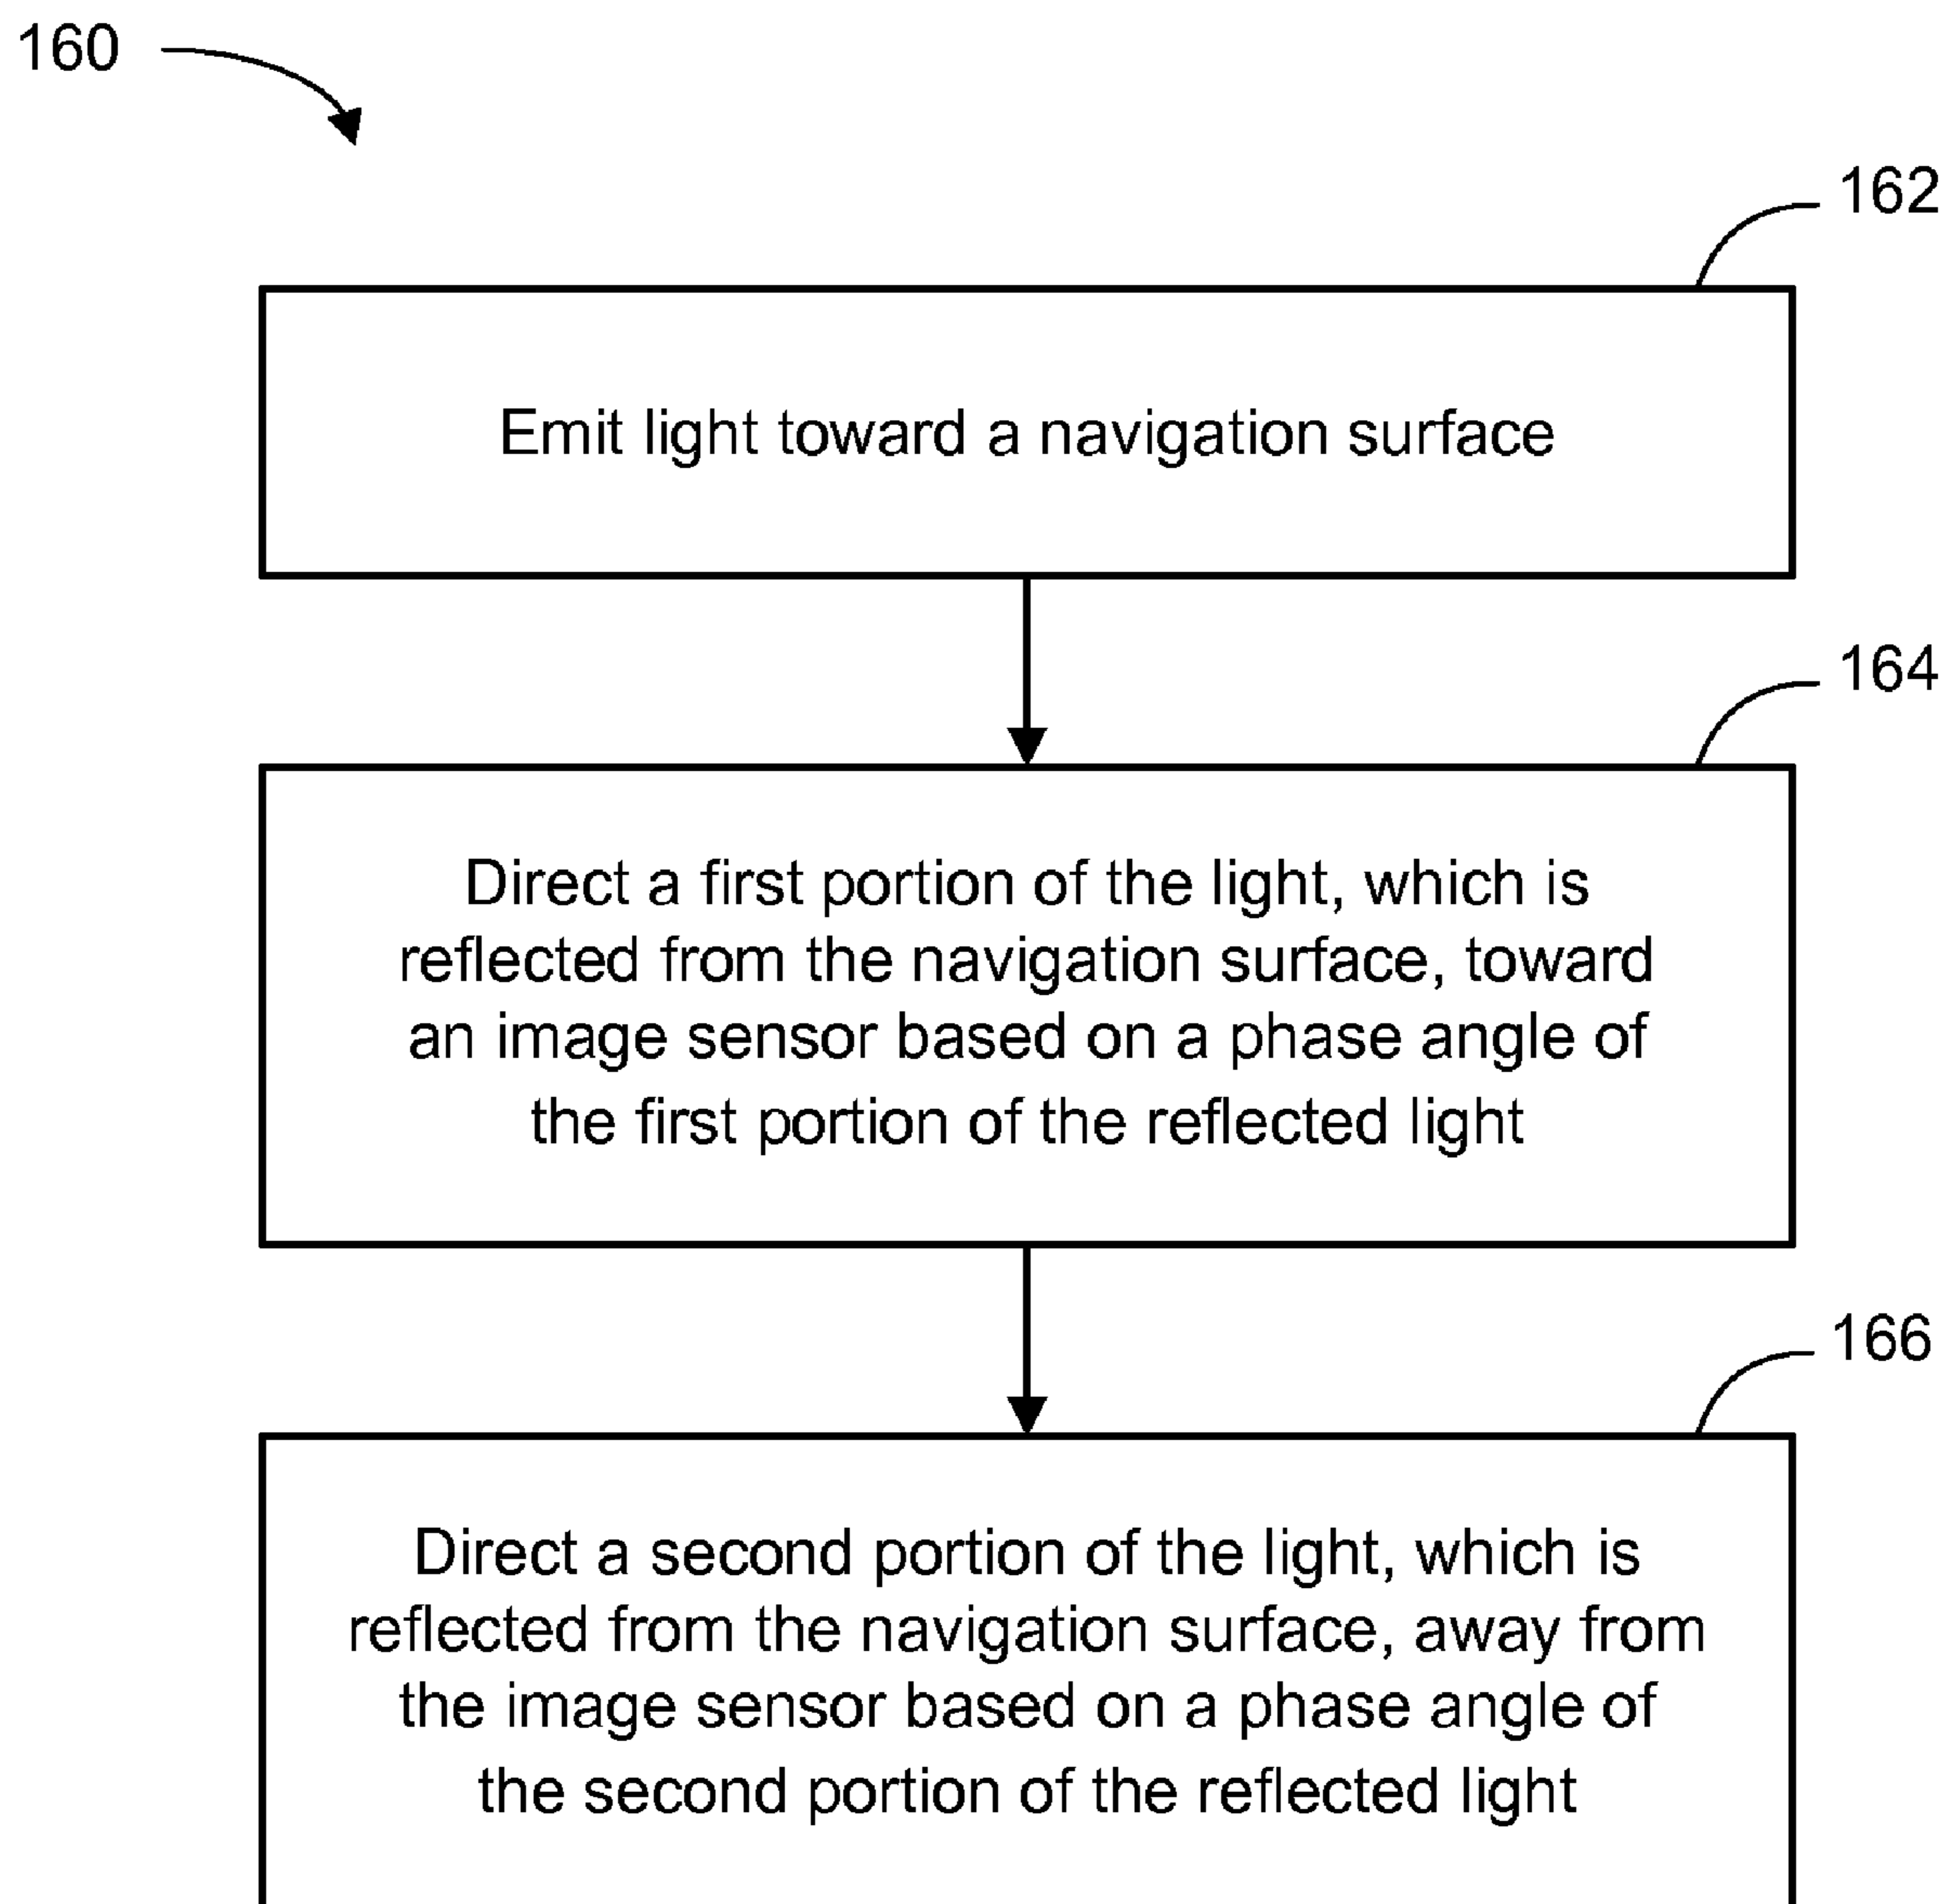 160
162
Emit light toward a navigation surface
164
Direct a first portion of the light, which is
reflected from the navigation surface, toward
an image sensor based on a phase angle of
the first portion of the reflected light
166
Direct a second portion of the light, which is
reflected from the navigation surface, away from
the image sensor based on a phase angle of
the second portion of the reflected light